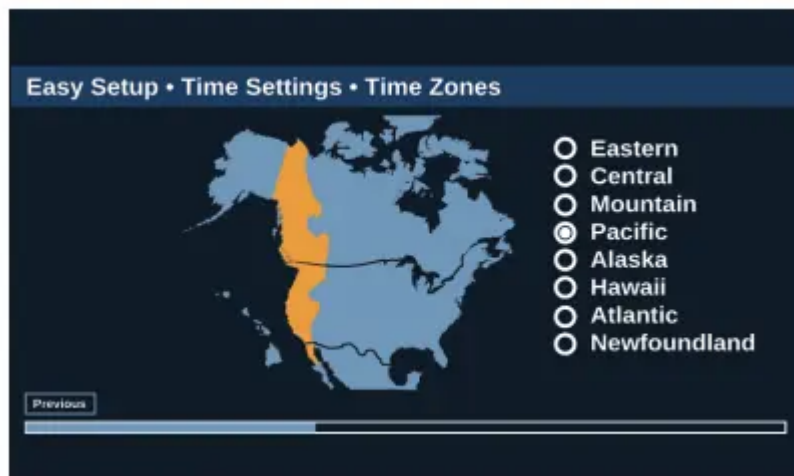 Easy Setup • Time Settings • Time Zones
Eastern
Central
Mountain
Pacific
Alaska
Hawaii
Atlantic
Newfoundland
Previous